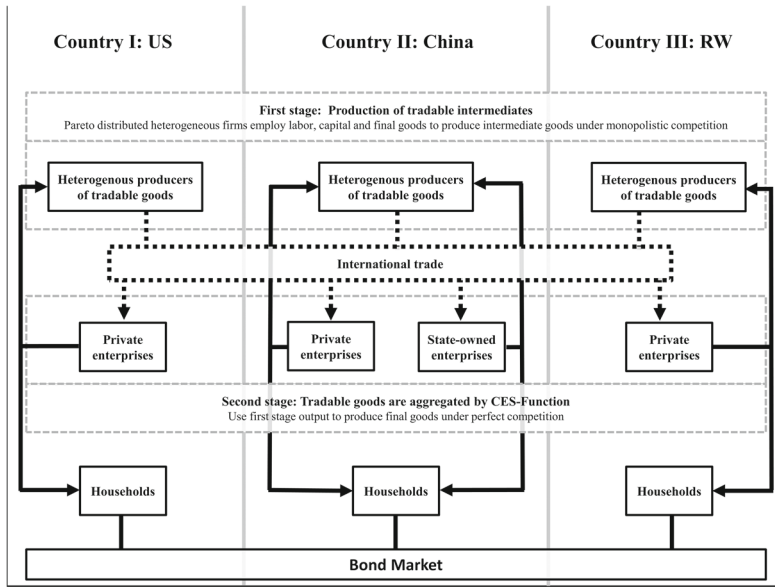 Country I: US
Country II: China
Country III: RW
First stage:  Production of tradable intermediates
Pareto distributed heterogeneous firms employ labor, capital and final goods to produce intermediate goods under monopolistic competition
Heterogenous producers
of tradable goods
Heterogenous producers
of tradable goods
Heterogenous producers
of tradable goods
International trade
Private
enterprises
Private
enterprises
State-owned
enterprises
Private
enterprises
Second stage: Tradable goods are aggregated by CES-Function
Use first stage output to produce final goods under perfect competition
Households
Households
Households
Bond Market